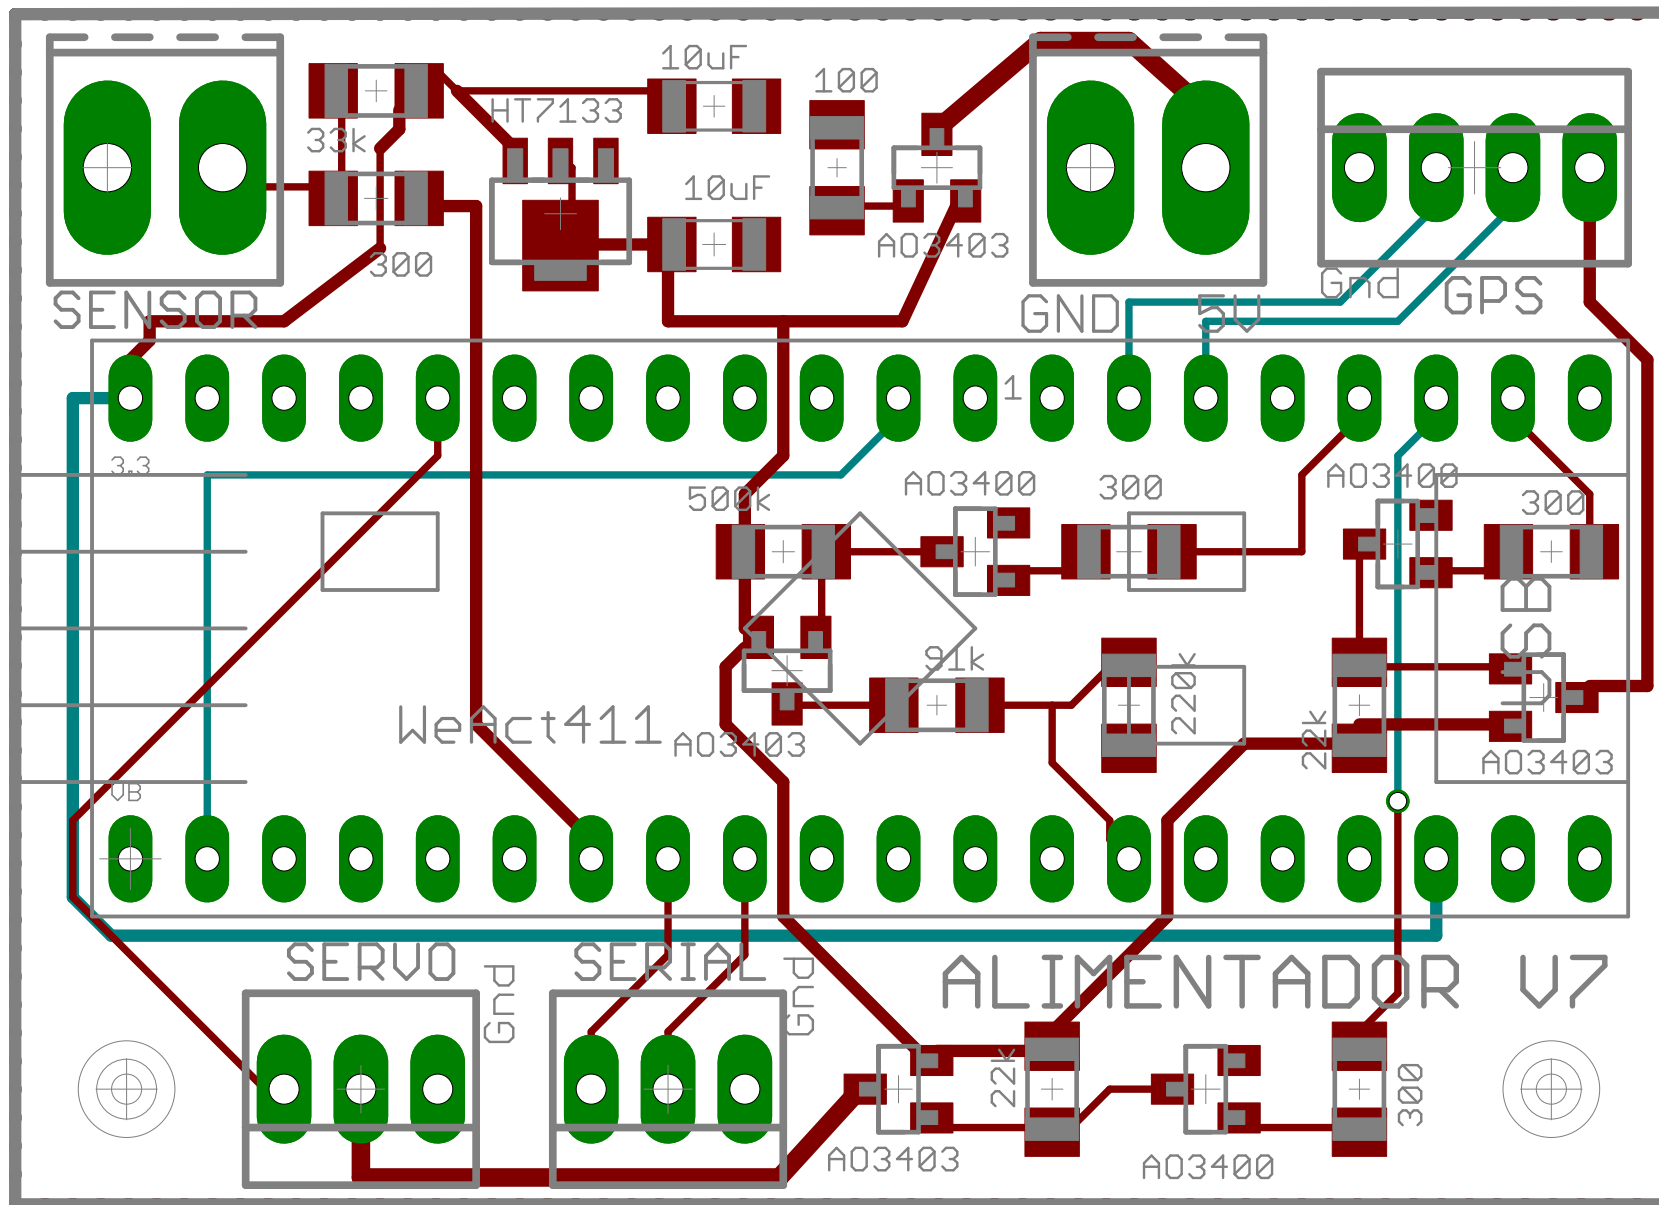 10uF
100
HT7133
33k
10uF
300
AO3403
SENSOR
GND
5V
Gnd
GPS
1
3.3
500k
AO3400
300
AO3400
300
USB
91k
220k
22k
WeAct411
AO3403
AO3403
VB
SERVO
Gnd
SERIAL
Gnd
ALIMENTADOR V7
22k
300
AO3403
AO3400